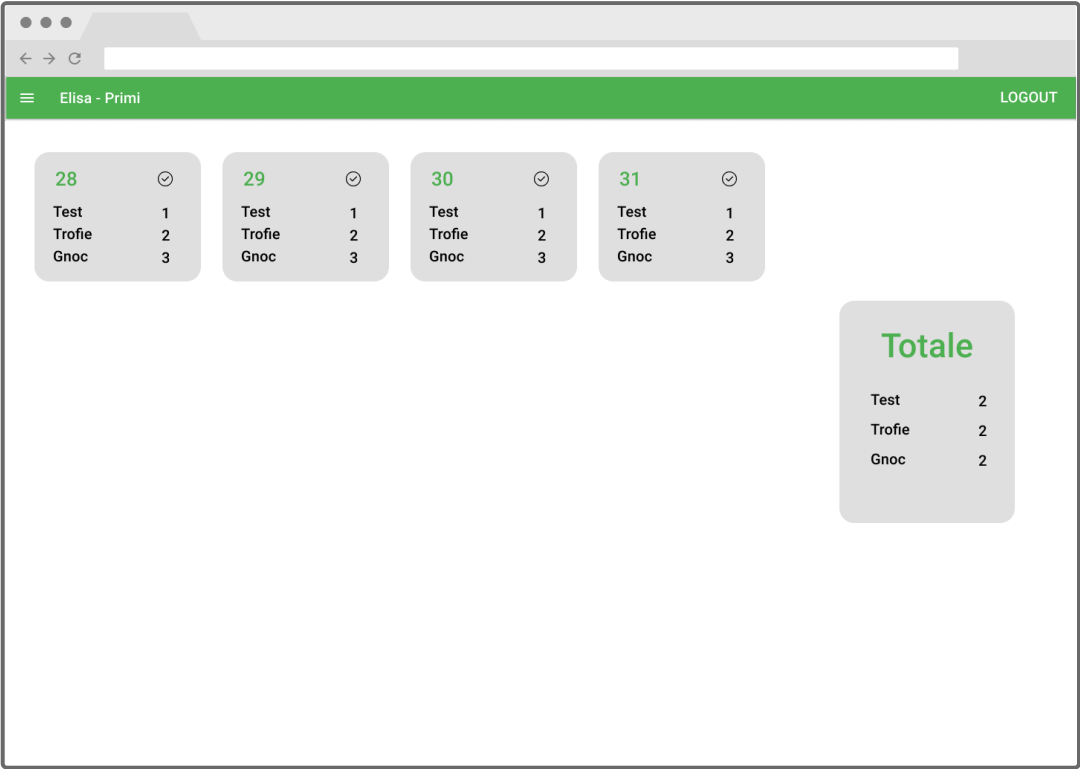 Elisa - Primi LOGOUT
28
Test 1
Trofie 2
Gnoc 3
29
Test 1
Trofie 2
Gnoc 3
30
Test 1
Trofie 2
Gnoc 3
31
Test 1
Trofie 2
Gnoc 3
Totale
Test 2
Trofie 2
Gnoc 2